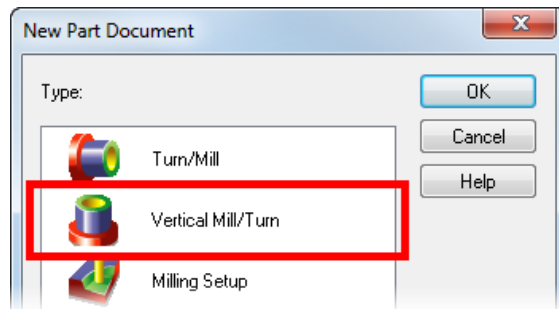 New Part Document
Type:
OK
Turn/Mill
Cancel
Help
Vertical Mill/Turn
Milling Setup